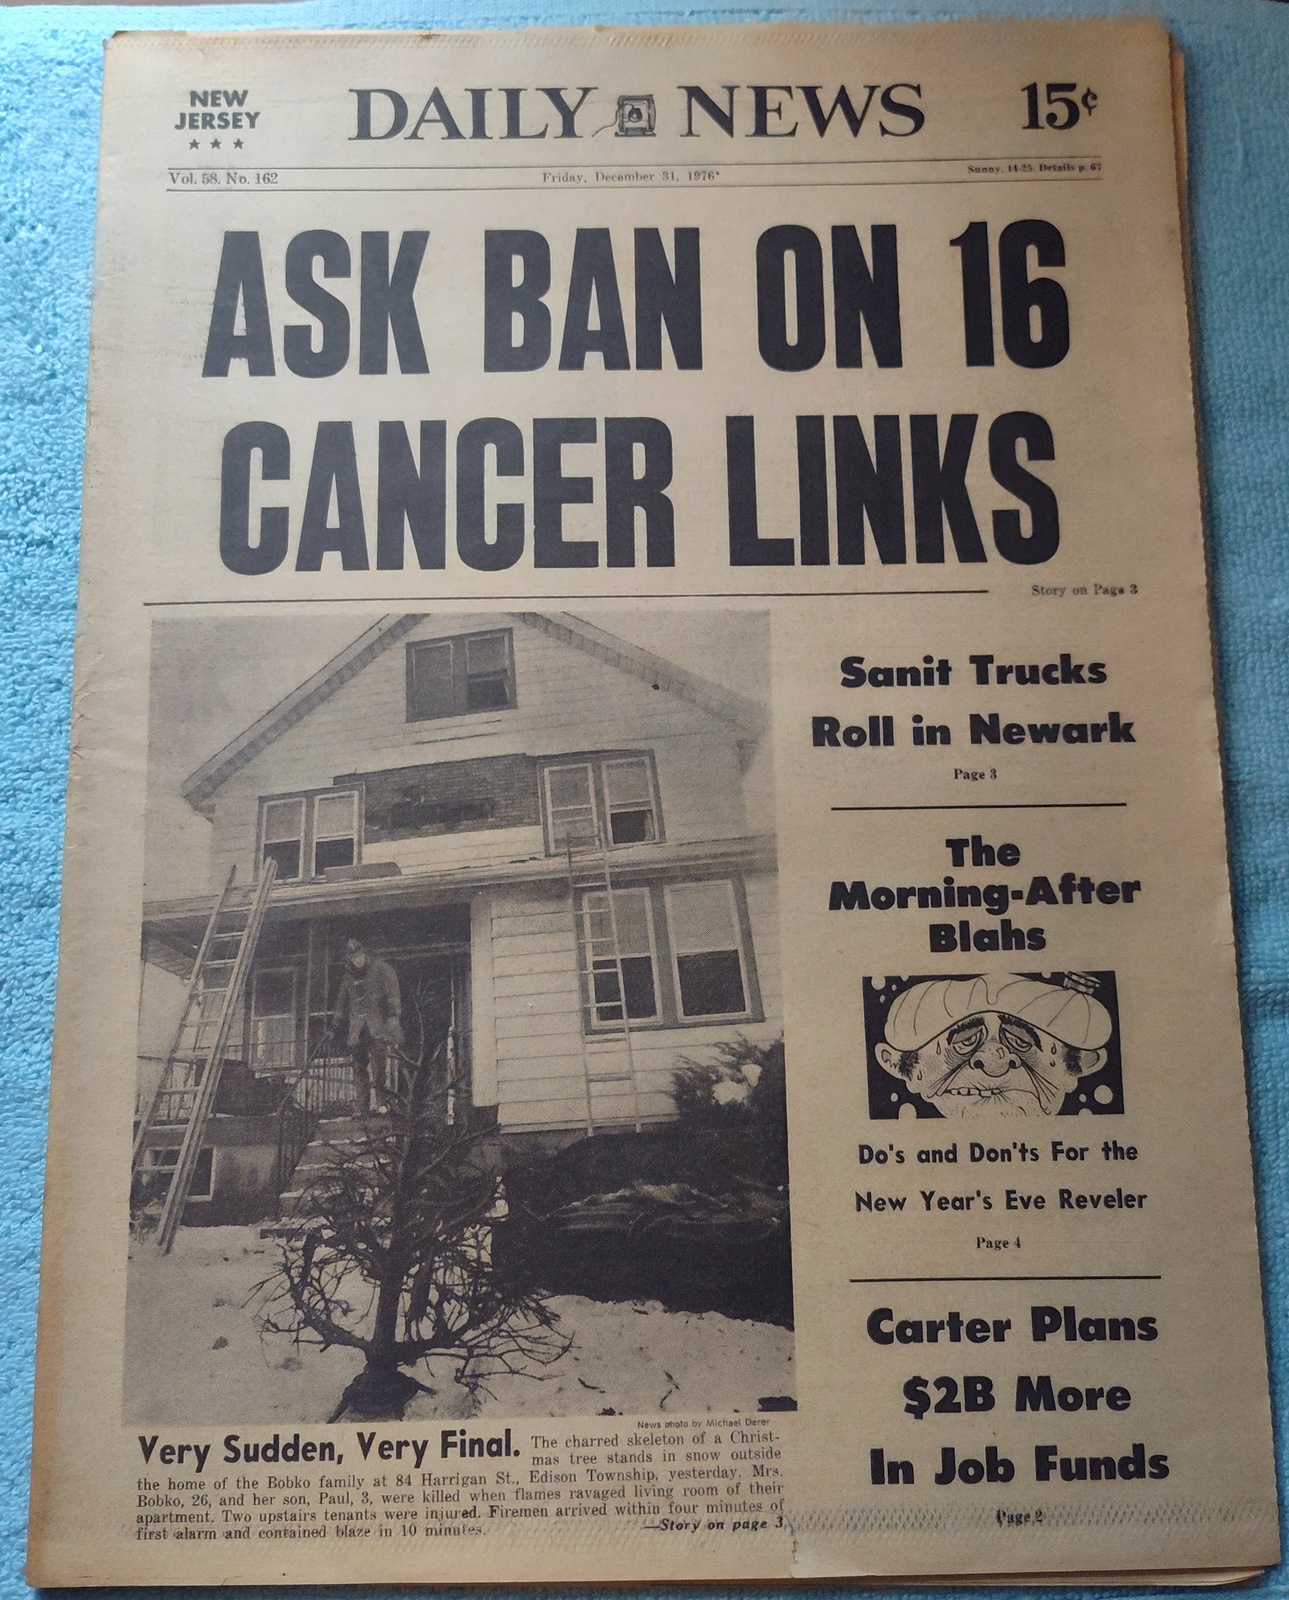 NEW
JERSEY
★ ★ ★
DAILY NEWS
15¢
Vol. 58. No. 162
Friday, December 31, 1976*
Sunny, 14-25. Details p. 67
ASK BAN ON 16
CANCER LINKS
Story on Page 3
Sanit Trucks
Roll in Newark
Page 3
The
Morning-After
Blahs
Do's and Don'ts For the
New Year's Eve Reveler
Page 4
Carter Plans
$2B More
In Job Funds
Page 2
News photo by Michael Derer
Very Sudden, Very Final. The charred skeleton of a Christ-
mas tree stands in snow outside
the home of the Bobko family at 84 Harrigan St., Edison Township, yesterday. Mrs.
Bobko, 26, and her son, Paul, 3, were killed when flames ravaged living room of their
apartment. Two upstairs tenants were injured. Firemen arrived within four minutes of
first alarm and contained blaze in 10 minutes. —Story on page 3